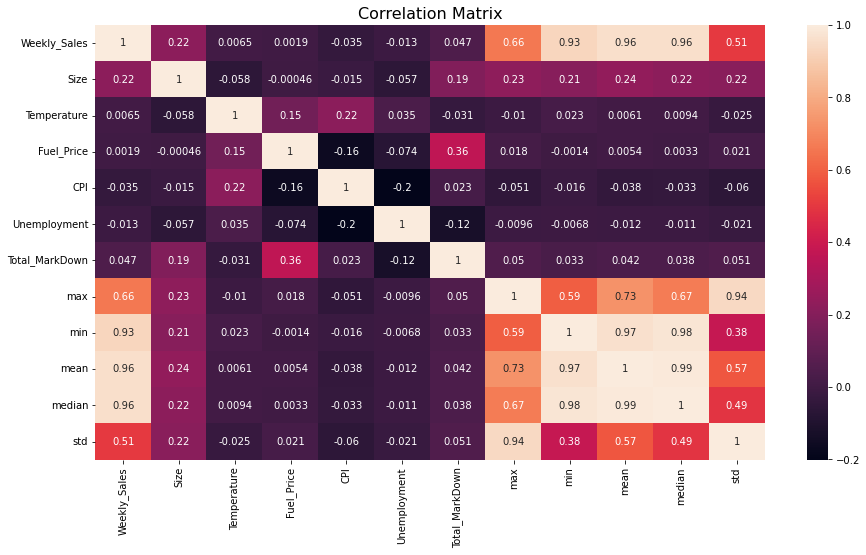 Correlation Matrix
Weekly_Sales 1 0.22 0.0065 0.0019 -0.035 -0.013 0.047 0.66 0.93 0.96 0.96 0.51
Size 0.22 1 -0.058 -0.00046 -0.015 -0.057 0.19 0.23 0.21 0.24 0.22 0.22
Temperature 0.0065 -0.058 1 0.15 0.22 0.035 -0.031 -0.01 0.023 0.0061 0.0094 -0.025
Fuel_Price 0.0019 -0.00046 0.15 1 -0.16 -0.074 0.36 0.018 -0.0014 0.0054 0.0033 0.021
CPI -0.035 -0.015 0.22 -0.16 1 -0.2 0.023 -0.051 -0.016 -0.038 -0.033 -0.06
Unemployment -0.013 -0.057 0.035 -0.074 -0.2 1 -0.12 -0.0096 -0.0068 -0.012 -0.011 -0.021
Total_MarkDown 0.047 0.19 -0.031 0.36 0.023 -0.12 1 0.05 0.033 0.042 0.038 0.051
max 0.66 0.23 -0.01 0.018 -0.051 -0.0096 0.05 1 0.59 0.73 0.67 0.94
min 0.93 0.21 0.023 -0.0014 -0.016 -0.0068 0.033 0.59 1 0.97 0.98 0.38
mean 0.96 0.24 0.0061 0.0054 -0.038 -0.012 0.042 0.73 0.97 1 0.99 0.57
median 0.96 0.22 0.0094 0.0033 -0.033 -0.011 0.038 0.67 0.98 0.99 1 0.49
std 0.51 0.22 -0.025 0.021 -0.06 -0.021 0.051 0.94 0.38 0.57 0.49 1
Weekly_Sales Size Temperature Fuel_Price CPI Unemployment Total_MarkDown max min mean median std
1.0
0.8
0.6
0.4
0.2
0.0
−0.2